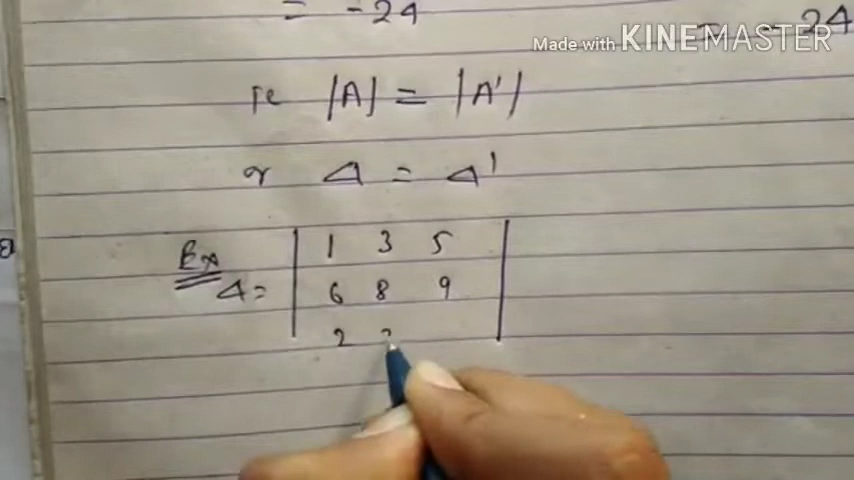 = -24
- 24
Made with KINEMASTER
ie |A| = |A'|
or Δ = Δ'
Ex
Δ = | 1 3 5 |
6 8 9
2